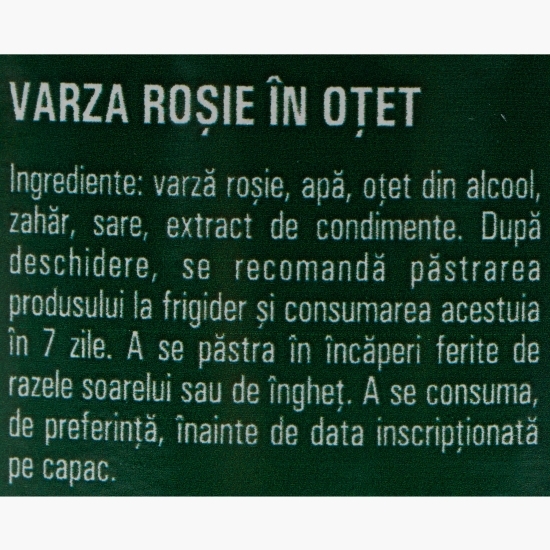 VARZA ROȘIE ÎN OȚET
Ingrediente: varză roșie, apă, oțet din alcool,
zahăr, sare, extract de condimente. După
deschidere, se recomandă păstrarea
produsului la frigider și consumarea acestuia
în 7 zile. A se păstra în încăperi ferite de
razele soarelui sau de îngheț. A se consuma,
de preferință, înainte de data inscripționată
pe capac.